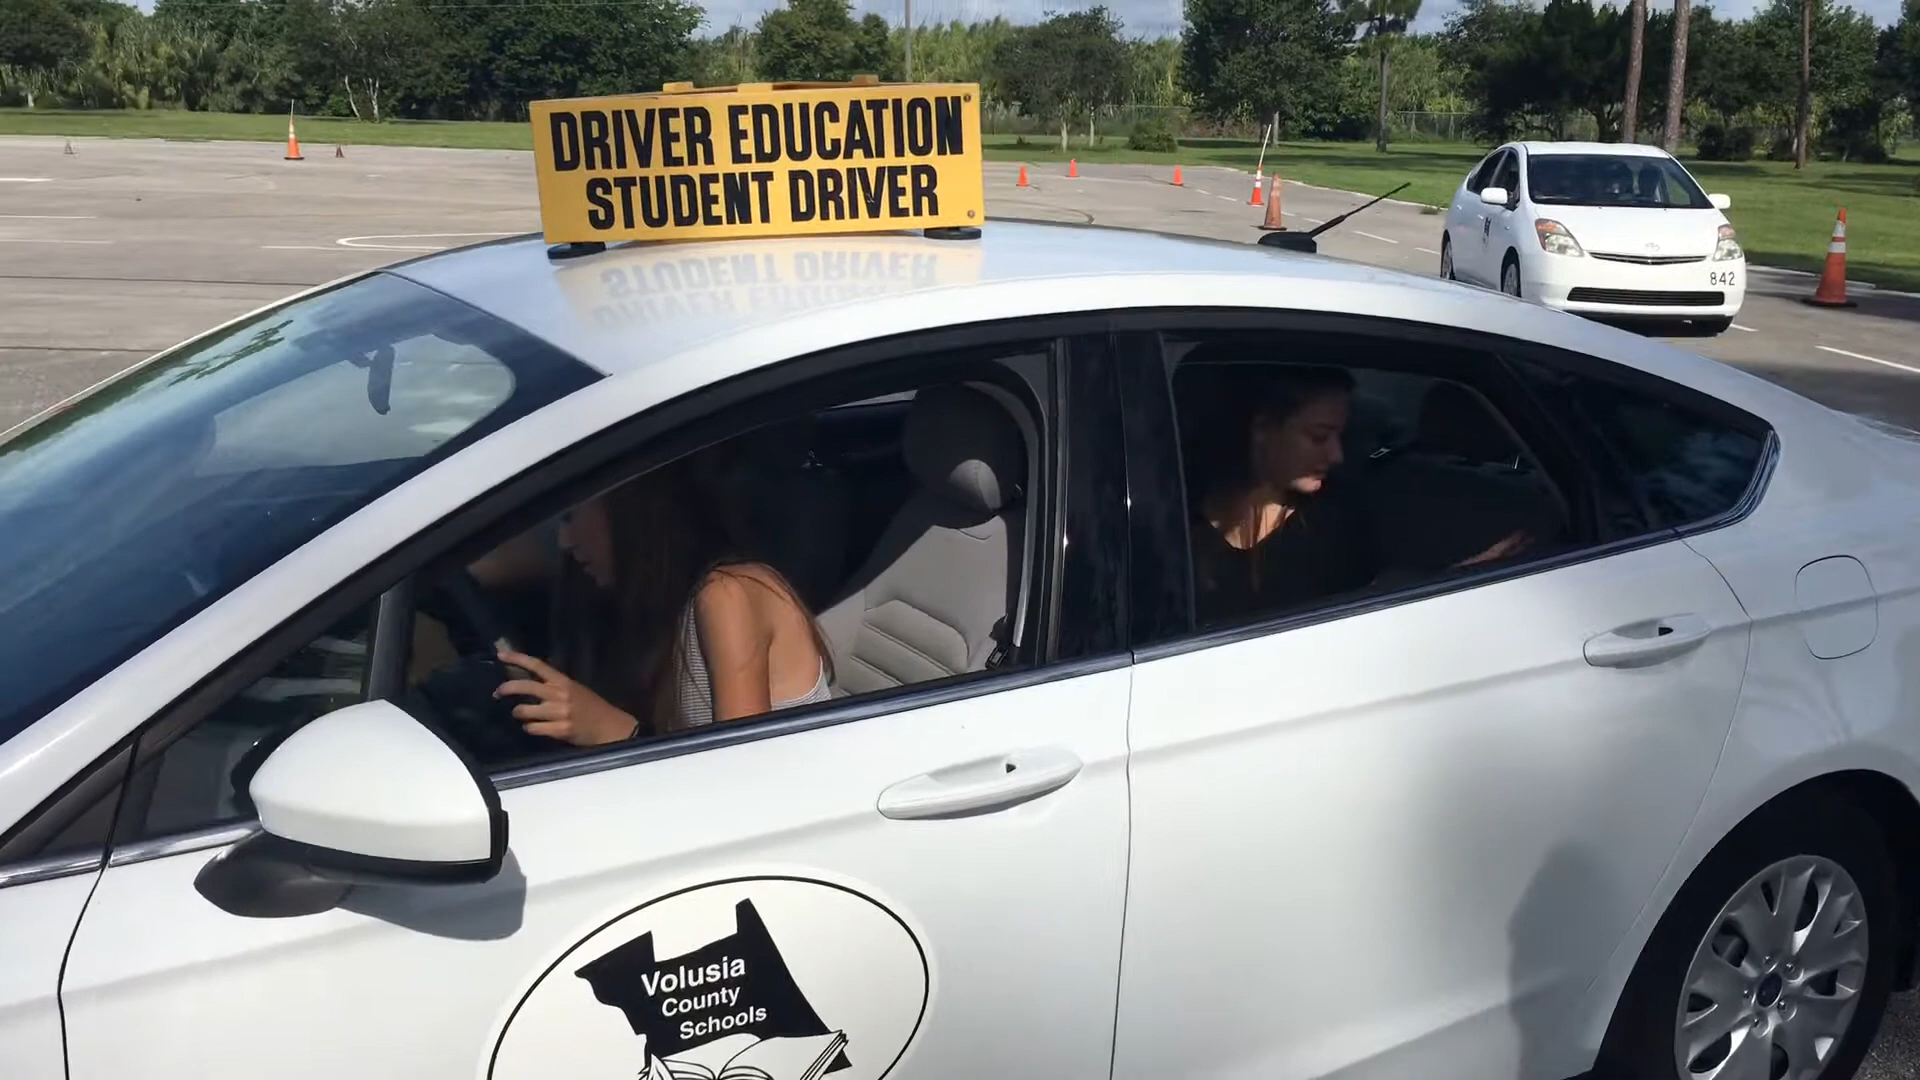 DRIVER EDUCATION
STUDENT DRIVER
842
Volusia
County
Schools